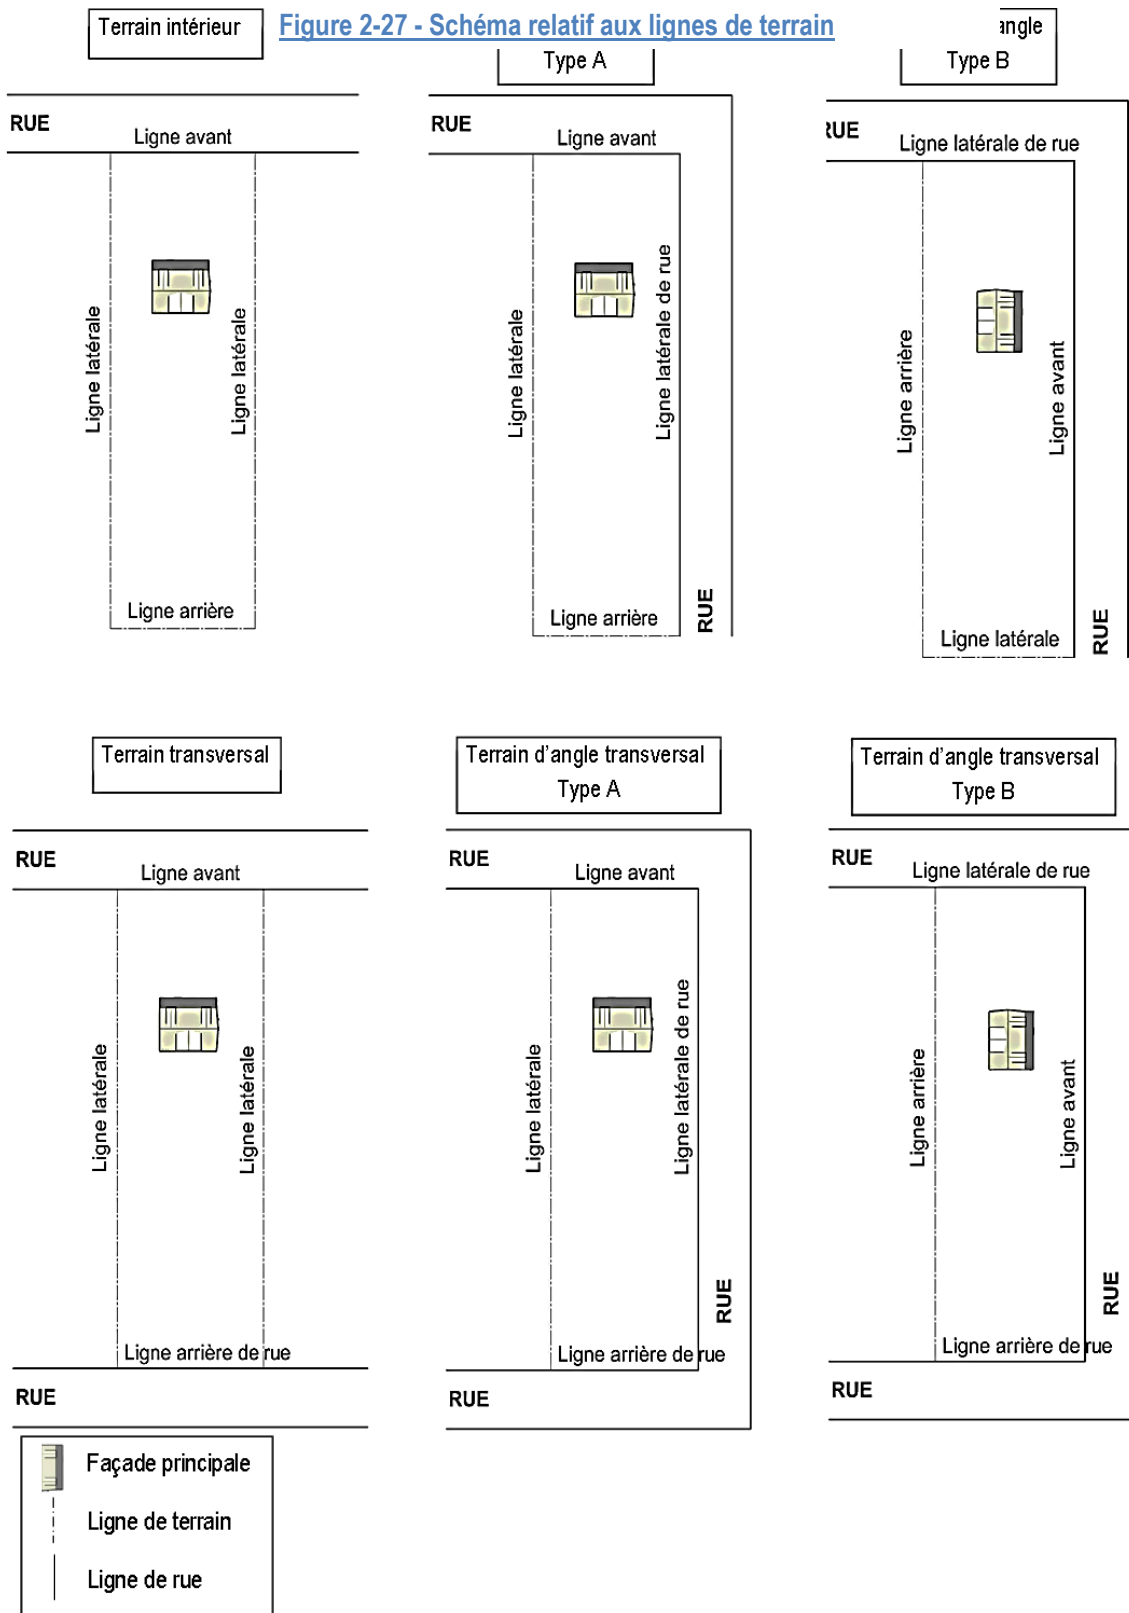 Figure 2-27 - Schéma relatif aux lignes de terrain
Terrain intérieur
Type A
angle
Type B
RUE
Ligne avant
Ligne latérale
Ligne latérale
Ligne arrière
RUE
Ligne avant
Ligne latérale
Ligne latérale de rue
Ligne arrière
RUE
RUE
Ligne latérale de rue
Ligne arrière
Ligne avant
Ligne latérale
RUE
Terrain transversal
RUE
Ligne avant
Ligne latérale
Ligne latérale
Ligne arrière de rue
RUE
Terrain d'angle transversal
Type A
RUE
Ligne avant
Ligne latérale
Ligne latérale de rue
RUE
Ligne arrière de rue
RUE
Terrain d'angle transversal
Type B
RUE
Ligne latérale de rue
Ligne arrière
Ligne avant
RUE
Ligne arrière de rue
RUE
Façade principale
Ligne de terrain
Ligne de rue